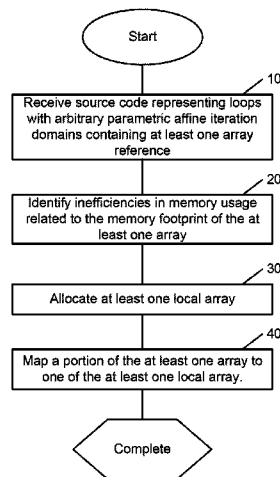 Start
10
Receive source code representing loops
with arbitrary parametric affine iteration
domains containing at least one array
reference
20
Identify inefficiencies in memory usage
related to the memory footprint of the at
least one array
30
Allocate at least one local array
40
Map a portion of the at least one array to
one of the at least one local array.
Complete